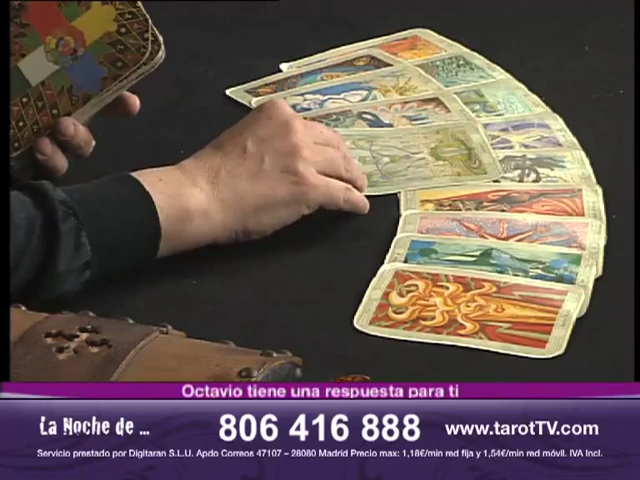 Octavio tiene una respuesta para ti
La Noche de ... 806 416 888 www.tarotTV.com
Servicio prestado por Digitaran S.L.U. Apdo Correos 47107 – 28080 Madrid Precio max: 1,18€/min red fija y 1,54€/min red móvil. IVA Incl.